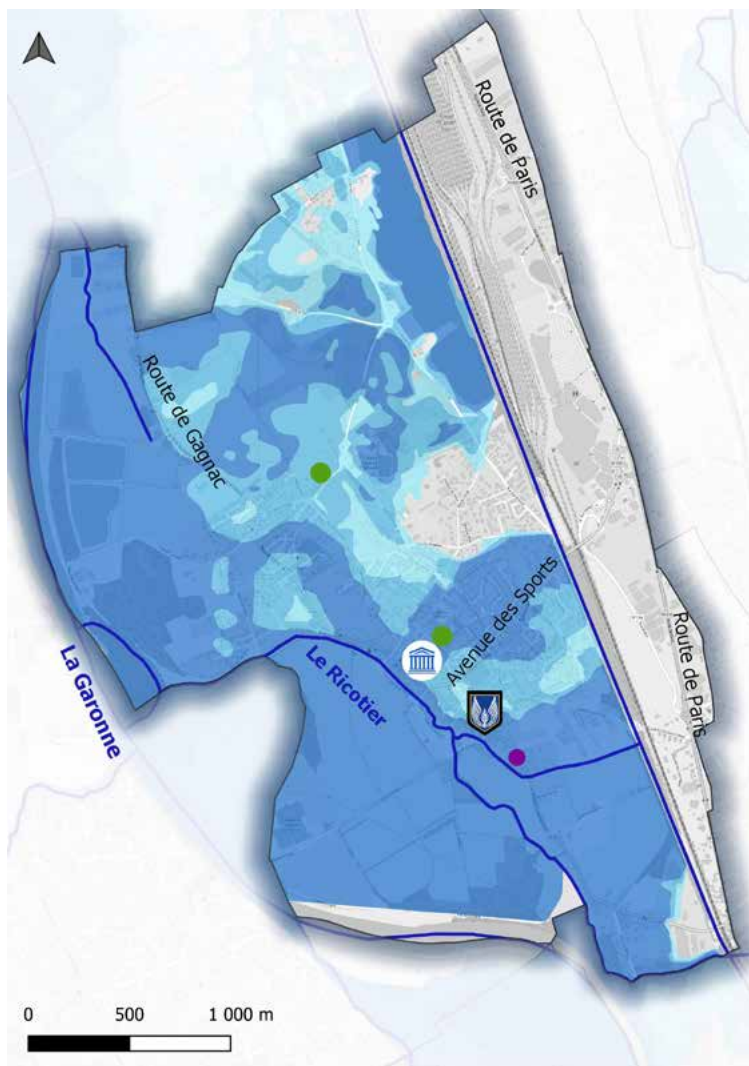 Route de Paris
Route de Gagnac
Avenue des Sports
Le Ricotier
La Garonne
Route de Paris
0 500 1 000 m